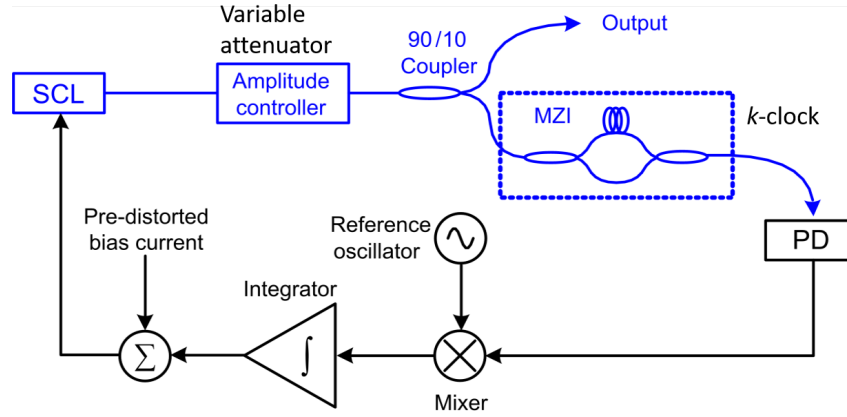 Variable
attenuator
90/10
Coupler
Output
SCL
Amplitude
controller
MZI
k-clock
Pre-distorted
bias current
Reference
oscillator
PD
Integrator
Σ
∫
Mixer